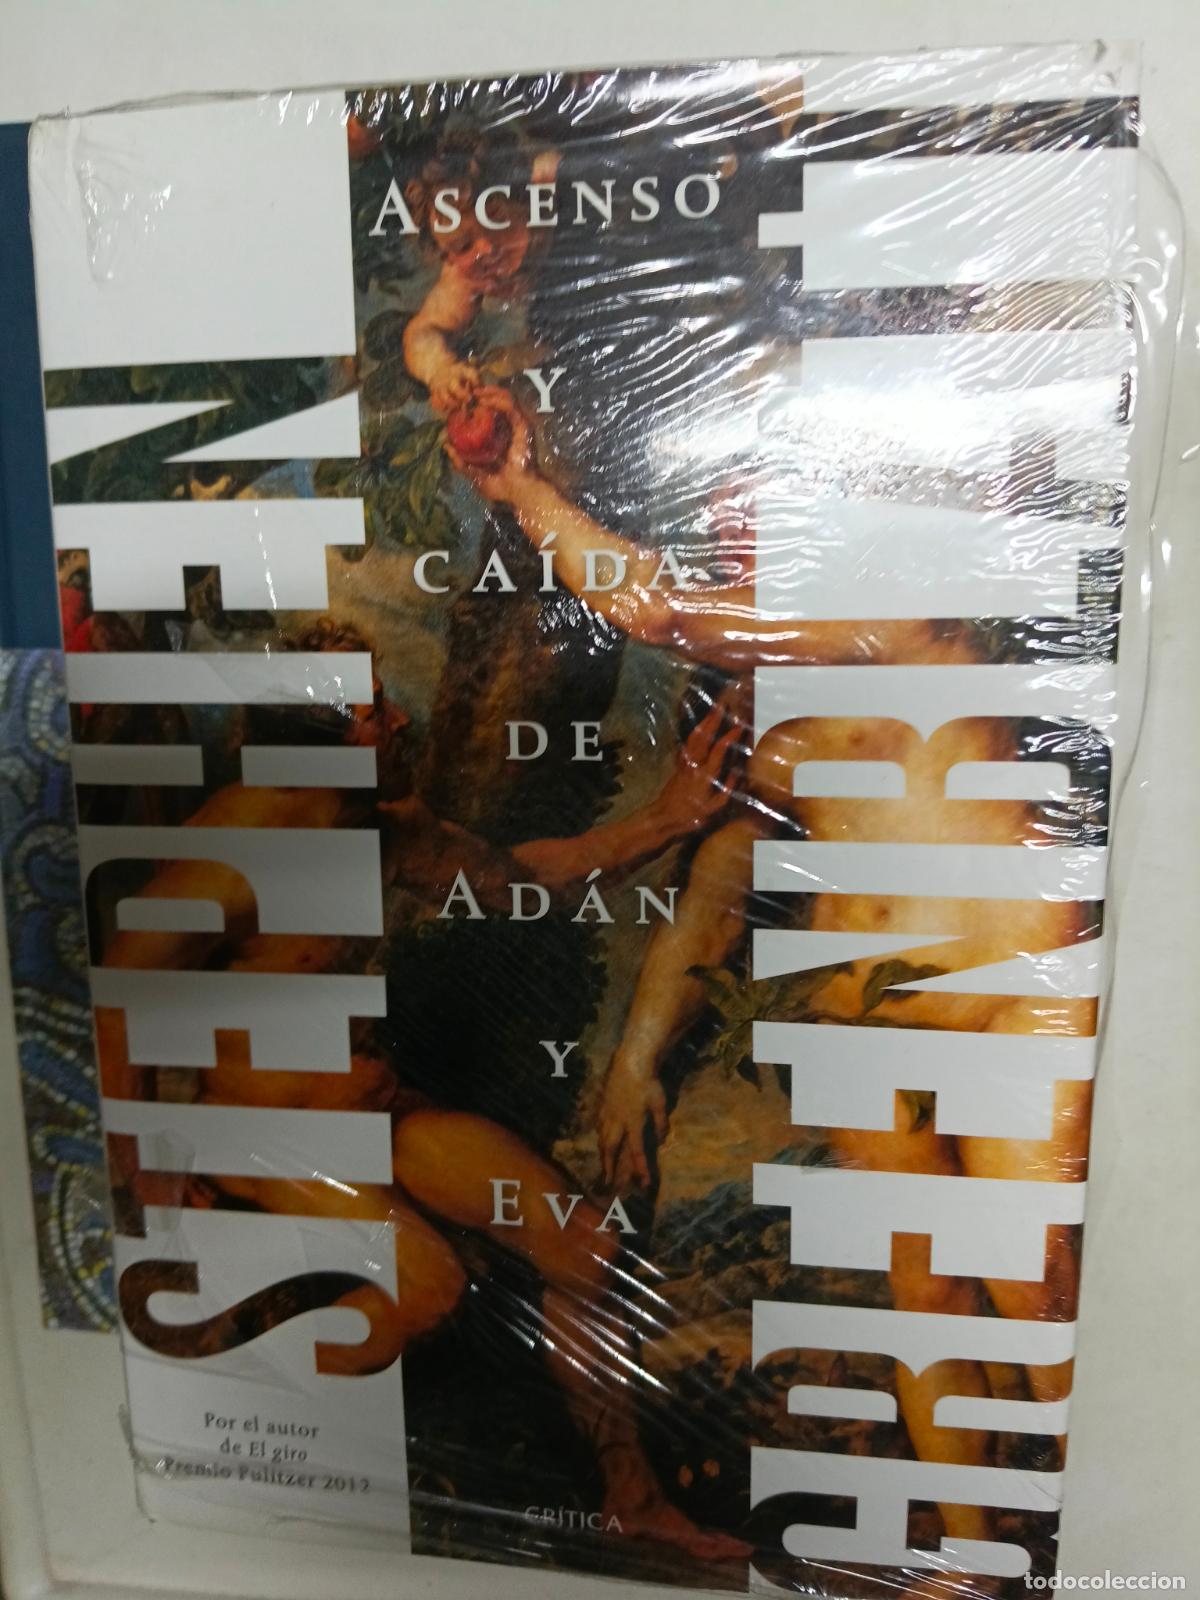 STEPHEN
GREENBLATT
ASCENSO
Y
CAÍDA
DE
ADÁN
Y
EVA
Por el autor
de El giro
Premio Pulitzer 2012
CRÍTICA
todocoleccion